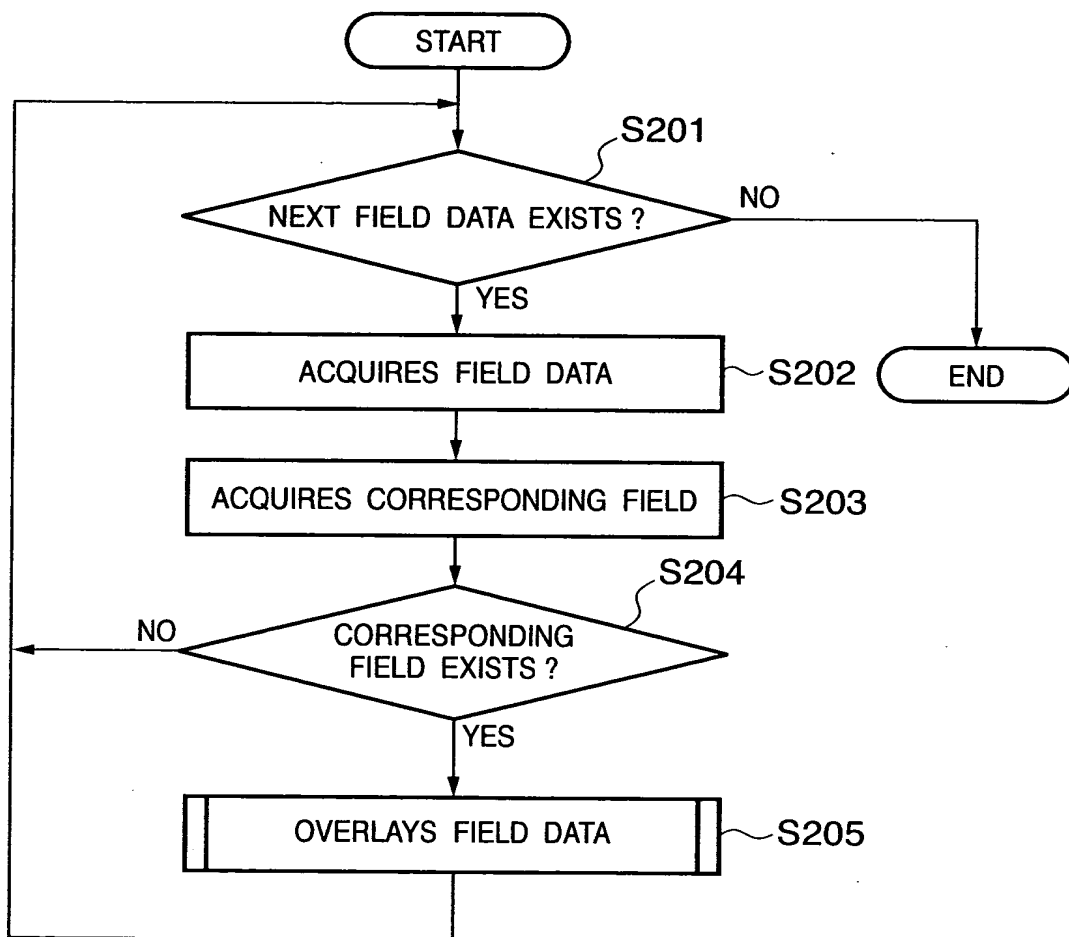 START
S201
NEXT FIELD DATA EXISTS ?
NO
YES
ACQUIRES FIELD DATA
S202
END
ACQUIRES CORRESPONDING FIELD
S203
S204
NO
CORRESPONDING
FIELD EXISTS ?
YES
OVERLAYS FIELD DATA
S205